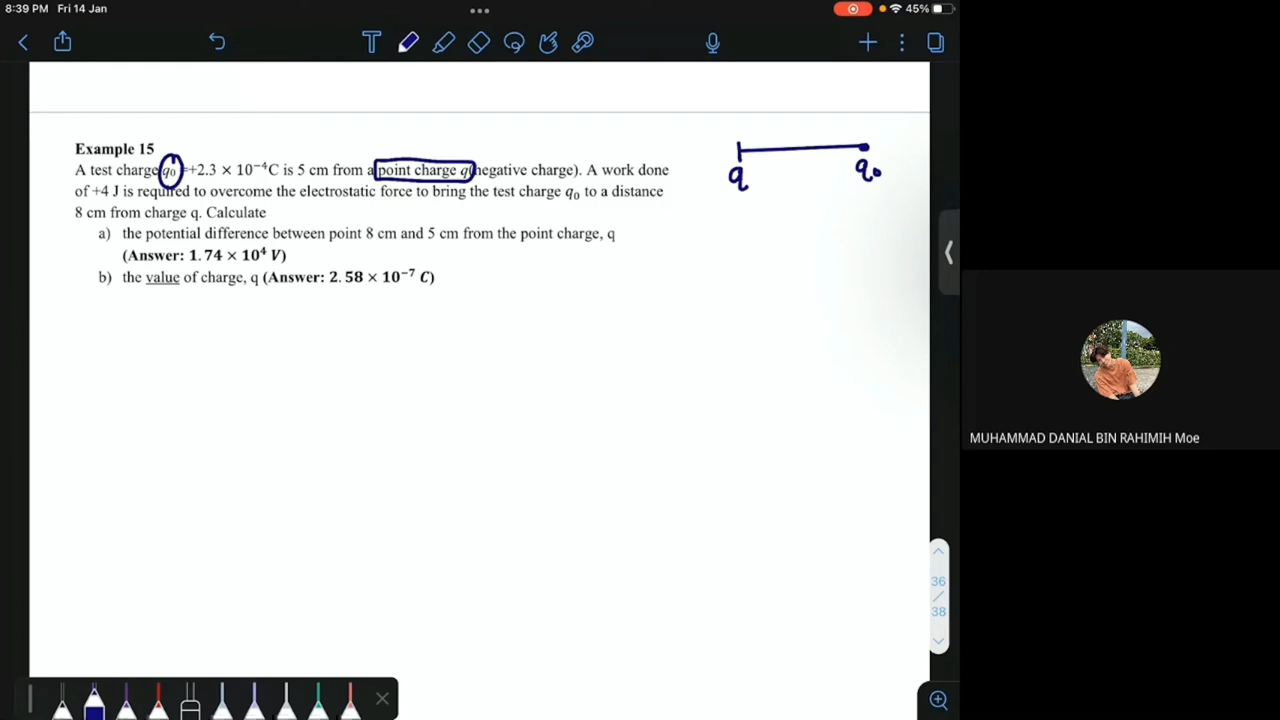 8:39 PM Fri 14 Jan
45%
Example 15
A test charge q₀ =+2.3 × 10⁻⁴C is 5 cm from a point charge q(negative charge). A work done
of +4 J is required to overcome the electrostatic force to bring the test charge q₀ to a distance
8 cm from charge q. Calculate
a) the potential difference between point 8 cm and 5 cm from the point charge, q
(Answer: 1.74 × 10⁴ V)
b) the value of charge, q (Answer: 2.58 × 10⁻⁷ C)
q
q₀
MUHAMMAD DANIAL BIN RAHIMIH Moe
36
/
38